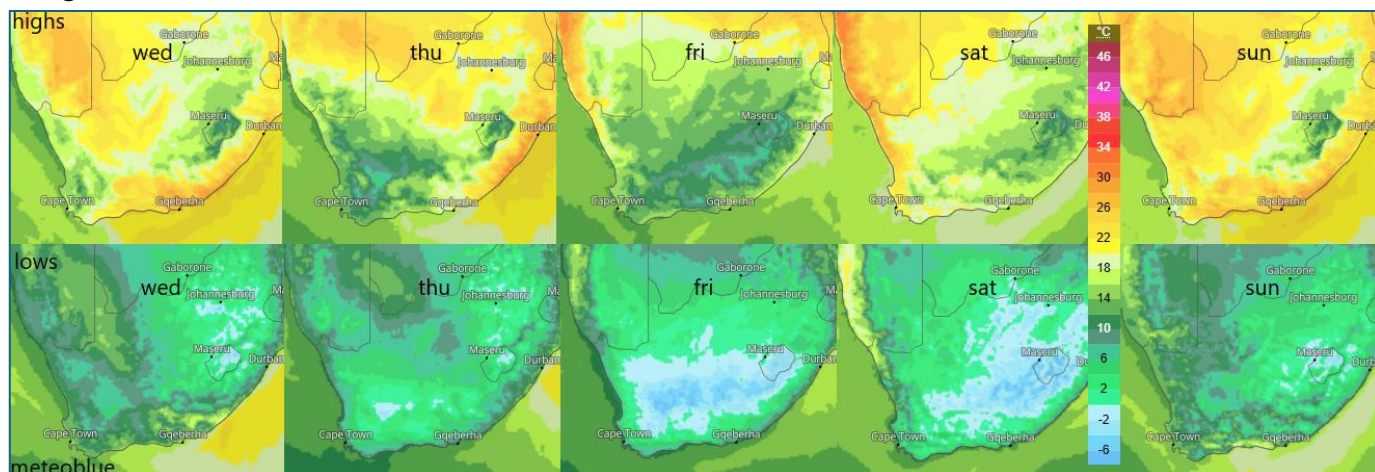 highs
wed
Gaborone
Johannesburg
Maseru
Durban
Cape Town
Gqeberha
thu
Gaborone
Johannesburg
Maseru
Durban
Cape Town
Gqeberha
fri
Gaborone
Johannesburg
Maseru
Durban
Cape Town
Gqeberha
sat
Gaborone
Johannesburg
Maseru
Du
Cape Town
Gqeberha
°C
46
42
38
34
30
26
22
18
14
10
6
2
-2
-6
sun
Gaborone
Johannesburg
Maseru
Durban
Cape Town
Gqeberha
lows
wed
Gaborone
Johannesburg
Maseru
Durban
Cape Town
Gqeberha
meteoblue
thu
Gaborone
Johannesburg
Maseru
Durban
Cape Town
Gqeberha
fri
Gaborone
Johannesburg
Maseru
Durban
Cape Town
Gqeberha
sat
Gaborone
Johannesburg
Maseru
Du
Cape Town
Gqeberha
sun
Gaborone
Johannesburg
Maseru
Durban
Cape Town
Gqeberha